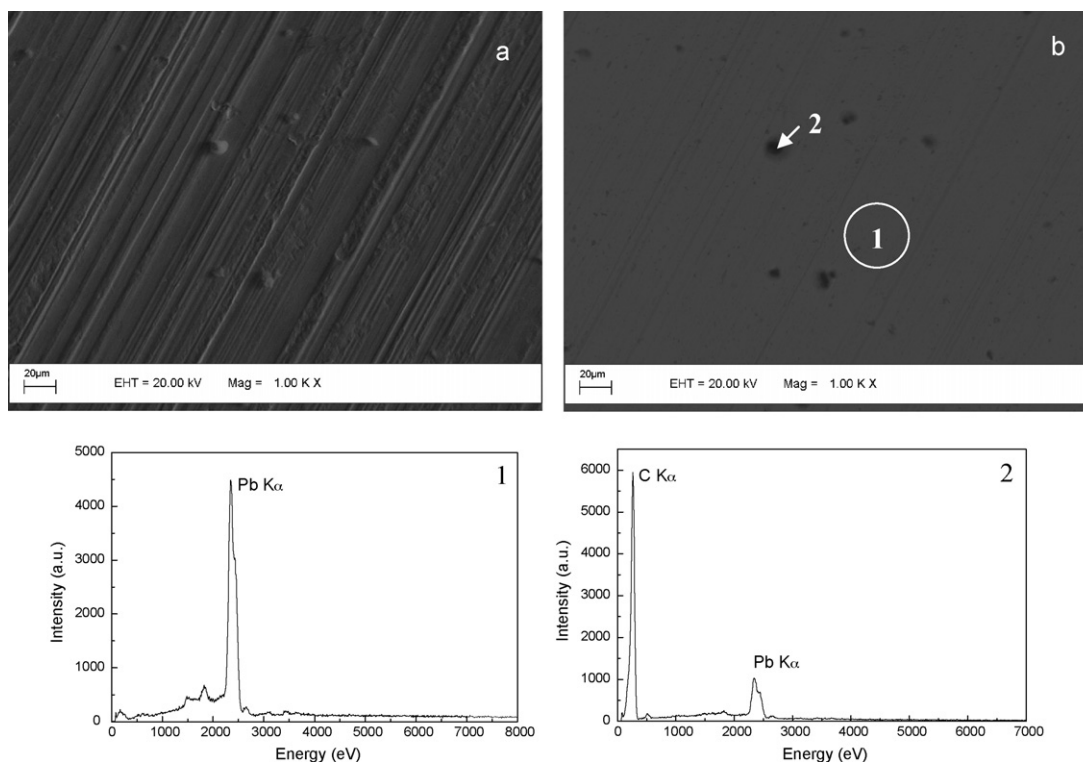 a
20µm
EHT = 20.00 kV Mag = 1.00 K X
b
2
1
20µm
EHT = 20.00 kV Mag = 1.00 K X
1
Pb Kα
Intensity (a.u.)
5000
4000
3000
2000
1000
0
0 1000 2000 3000 4000 5000 6000 7000 8000
Energy (eV)
2
C Kα
Pb Kα
Intensity (a.u.)
6000
5000
4000
3000
2000
1000
0
0 1000 2000 3000 4000 5000 6000 7000
Energy (eV)